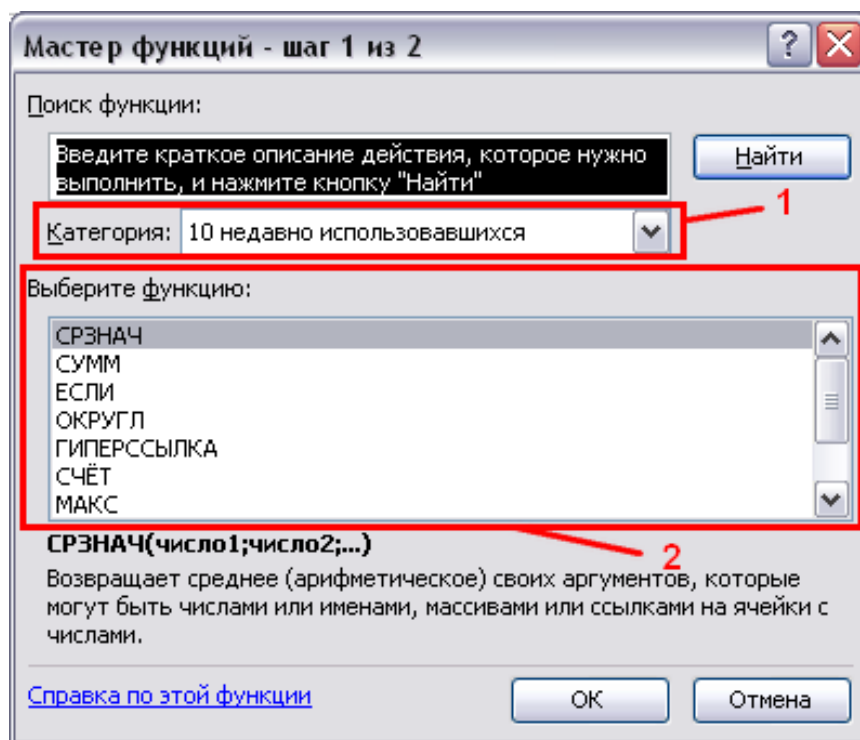 Мастер функций - шаг 1 из 2
Поиск функции:
Введите краткое описание действия, которое нужно
выполнить, и нажмите кнопку "Найти"
Найти
1
Категория: 10 недавно использовавшихся
Выберите функцию:
СРЗНАЧ
СУММ
ЕСЛИ
ОКРУГЛ
ГИПЕРССЫЛКА
СЧЁТ
МАКС
2
СРЗНАЧ(число1;число2;...)
Возвращает среднее (арифметическое) своих аргументов, которые
могут быть числами или именами, массивами или ссылками на ячейки с
числами.
Справка по этой функции
ОК
Отмена